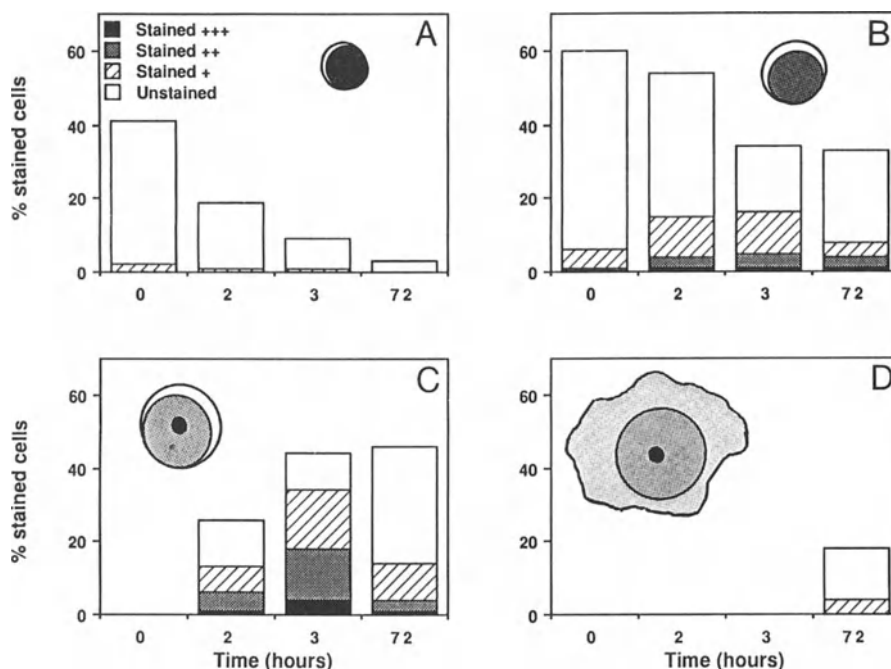 A
Stained +++
Stained ++
Stained +
Unstained
% stained cells
60
40
20
0
0 2 3 72
B
60
40
20
0
0 2 3 72
C
% stained cells
60
40
20
0
0 2 3 72
Time (hours)
D
60
40
20
0
0 2 3 72
Time (hours)